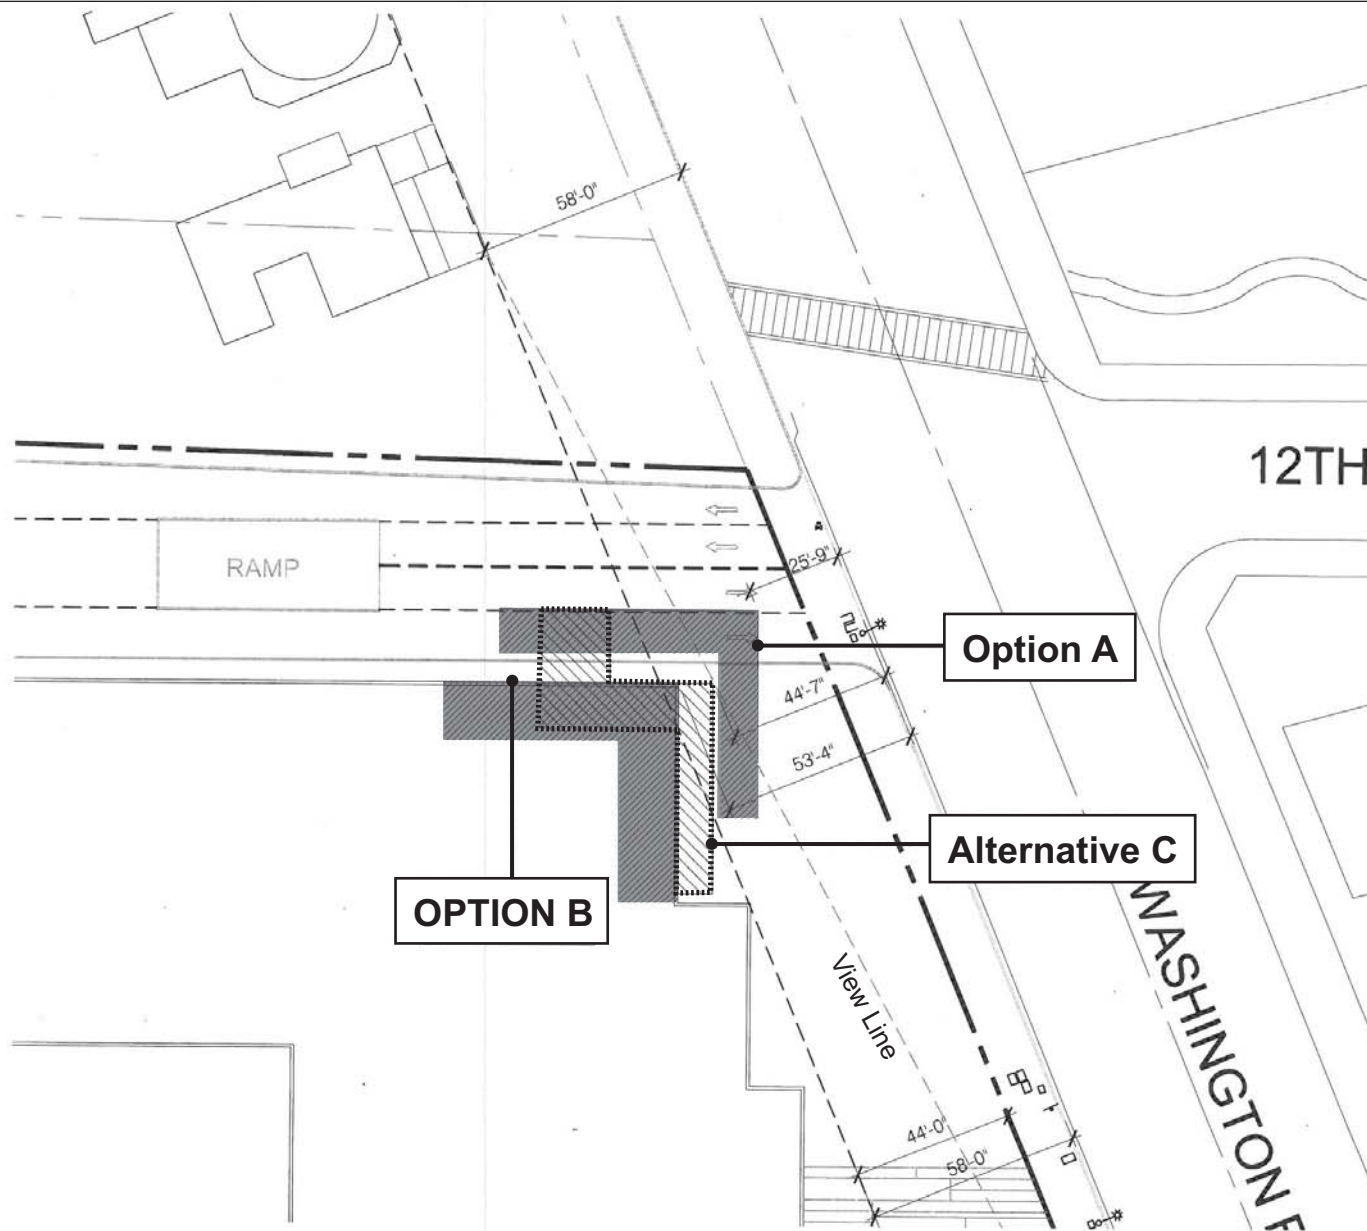 58'-0"
12TH
RAMP
25'-9"
Option A
44'-7"
53'-4"
Alternative C
OPTION B
View Line
WASHINGTON
44'-0"
58'-0"